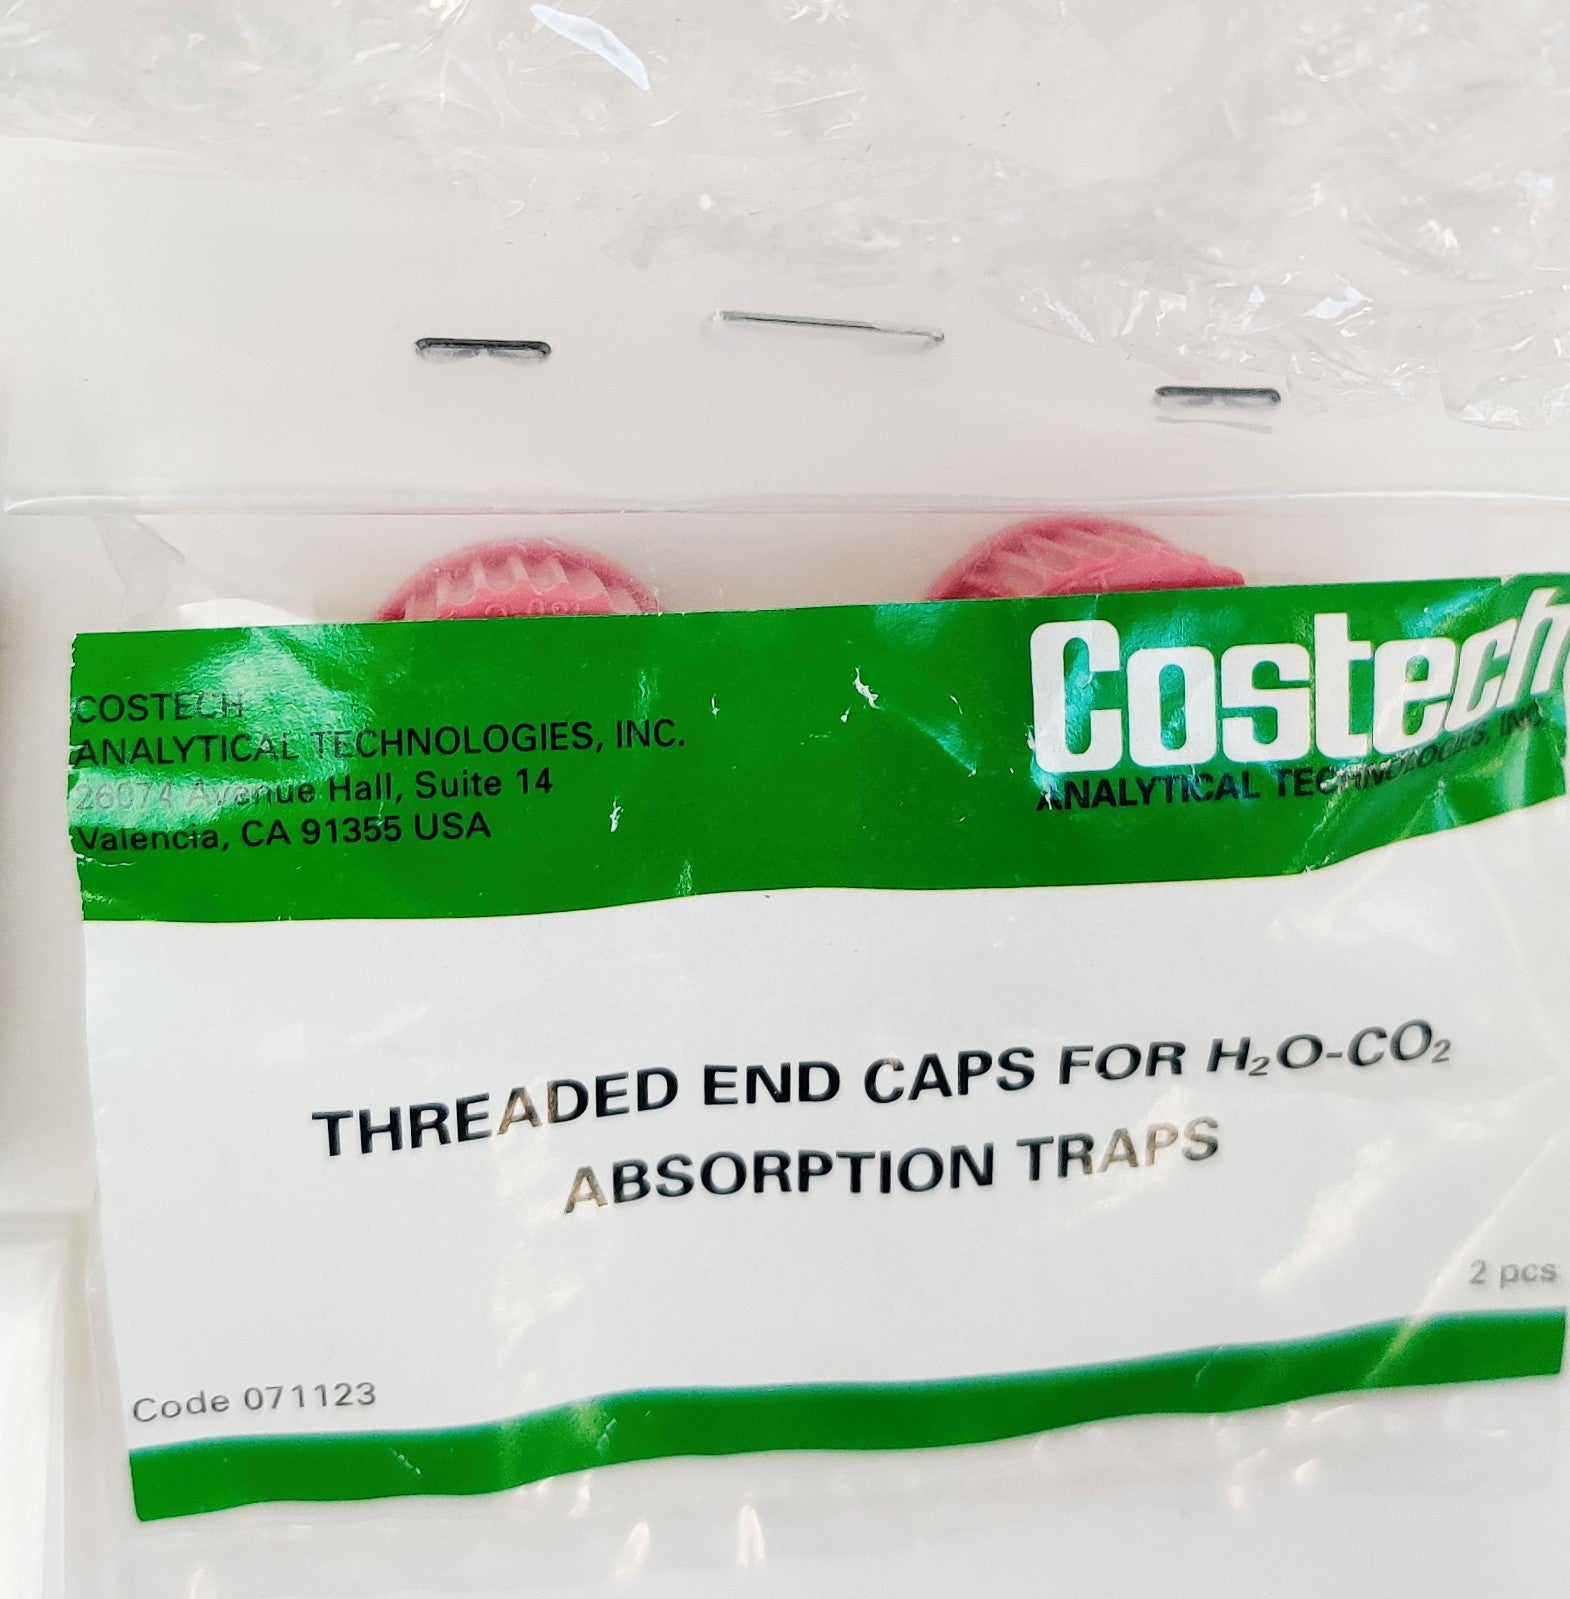 COSTECH
ANALYTICAL TECHNOLOGIES, INC.
26074 Avenue Hall, Suite 14
Valencia, CA 91355 USA
Costech
ANALYTICAL TECHNOLOGIES, INC.
THREADED END CAPS FOR H₂O-CO₂
ABSORPTION TRAPS
2 pcs
Code 071123